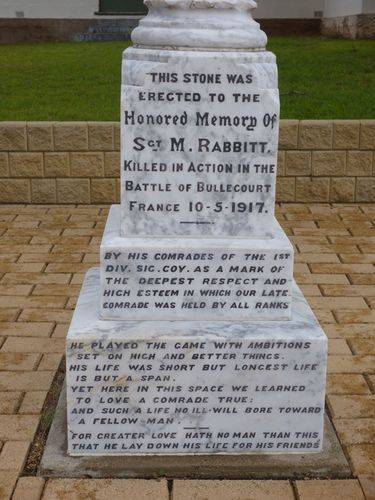 THIS STONE WAS
ERECTED TO THE
Honored Memory Of
SGT M. RABBITT.
KILLED IN ACTION IN THE
BATTLE OF BULLECOURT
FRANCE 10-5-1917.
BY HIS COMRADES OF THE 1ST
DIV. SIG. COY. AS A MARK OF
THE DEEPEST RESPECT AND
HIGH ESTEEM IN WHICH OUR LATE
COMRADE WAS HELD BY ALL RANKS
HE PLAYED THE GAME WITH AMBITIONS
SET ON HIGH AND BETTER THINGS.
HIS LIFE WAS SHORT BUT LONGEST LIFE
IS BUT A SPAN.
YET HERE IN THIS SPACE WE LEARNED
TO LOVE A COMRADE TRUE:
AND SUCH A LIFE NO ILL-WILL BORE TOWARD
A FELLOW MAN.
FOR GREATER LOVE HATH NO MAN THAN THIS
THAT HE LAY DOWN HIS LIFE FOR HIS FRIENDS